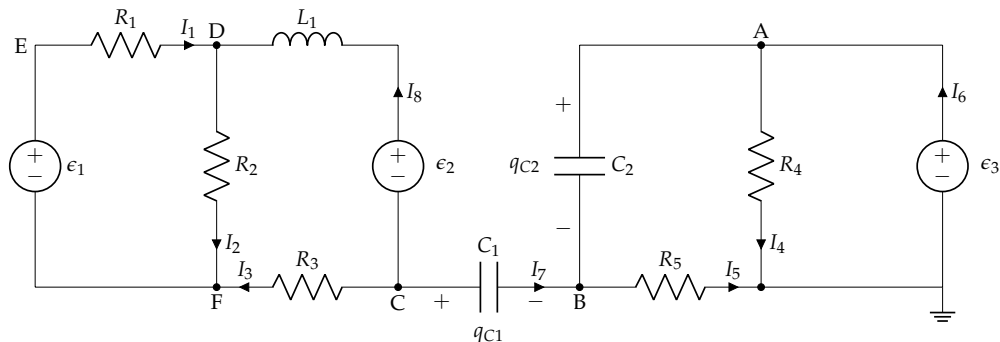 R1 I1 D L1 A
E
I8 I6
+ − ϵ1 R2 + − ϵ2 + qC2 C2 − R4 + − ϵ3
I2 I4
I3 R3 C1 I7 R5 I5
F C + − B
qC1